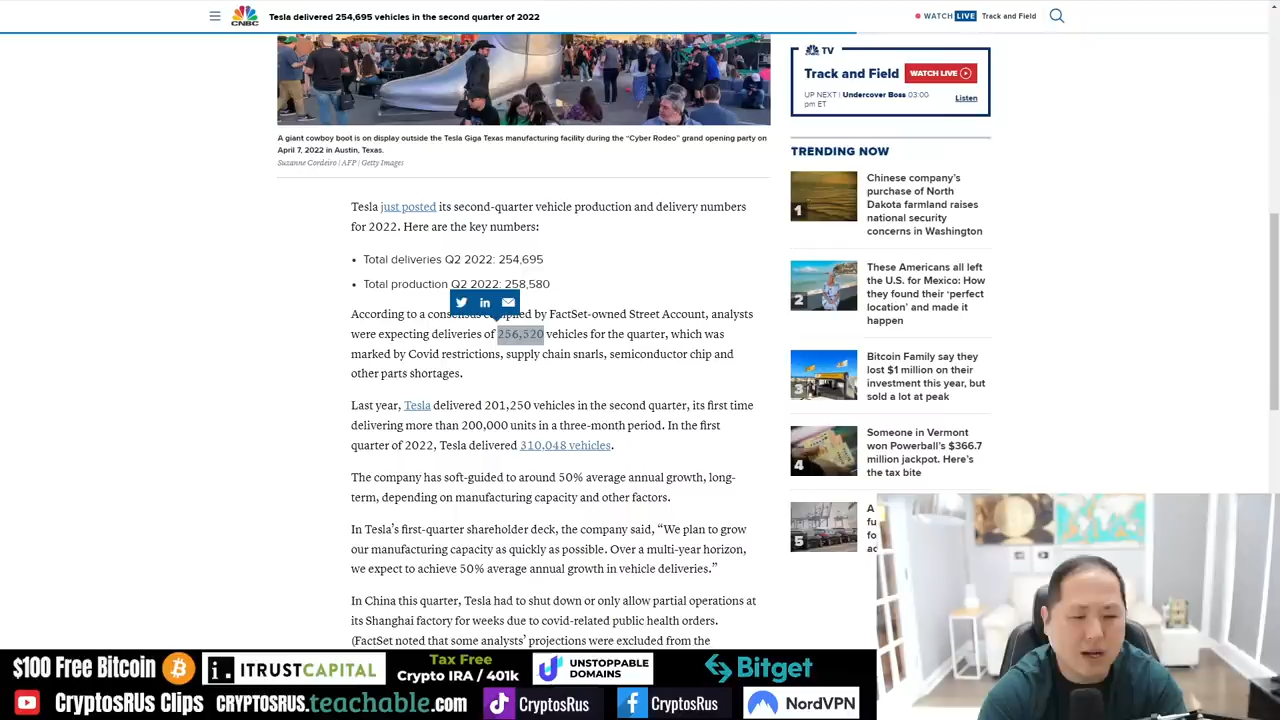 CNBC
Tesla delivered 254,695 vehicles in the second quarter of 2022
WATCH LIVE Track and Field
TV
Track and Field WATCH LIVE
UP NEXT | Undercover Boss 03:00
pm ET
Listen
A giant cowboy boot is on display outside the Tesla Giga Texas manufacturing facility during the “Cyber Rodeo” grand opening party on
April 7, 2022 in Austin, Texas.
Suzanne Cordeiro | AFP | Getty Images
Tesla just posted its second-quarter vehicle production and delivery numbers
for 2022. Here are the key numbers:
• Total deliveries Q2 2022: 254,695
• Total production Q2 2022: 258,580
According to a consensus compiled by FactSet-owned Street Account, analysts
were expecting deliveries of 256,520 vehicles for the quarter, which was
marked by Covid restrictions, supply chain snarls, semiconductor chip and
other parts shortages.
Last year, Tesla delivered 201,250 vehicles in the second quarter, its first time
delivering more than 200,000 units in a three-month period. In the first
quarter of 2022, Tesla delivered 310,048 vehicles.
The company has soft-guided to around 50% average annual growth, long-
term, depending on manufacturing capacity and other factors.
In Tesla’s first-quarter shareholder deck, the company said, “We plan to grow
our manufacturing capacity as quickly as possible. Over a multi-year horizon,
we expect to achieve 50% average annual growth in vehicle deliveries.”
In China this quarter, Tesla had to shut down or only allow partial operations at
its Shanghai factory for weeks due to covid-related public health orders.
(FactSet noted that some analysts’ projections were excluded from the
TRENDING NOW
1
Chinese company’s
purchase of North
Dakota farmland raises
national security
concerns in Washington
2
These Americans all left
the U.S. for Mexico: How
they found their ‘perfect
location’ and made it
happen
3
Bitcoin Family say they
lost $1 million on their
investment this year, but
sold a lot at peak
4
Someone in Vermont
won Powerball’s $366.7
million jackpot. Here’s
the tax bite
5
A
fu
fo
$100 Free Bitcoin
ITRUSTCAPITAL
Tax Free
Crypto IRA / 401k
UNSTOPPABLE
DOMAINS
Bitget
CryptosRUs Clips
CRYPTOSRUS.teachable.com
CryptosRus
CryptosRus
NordVPN